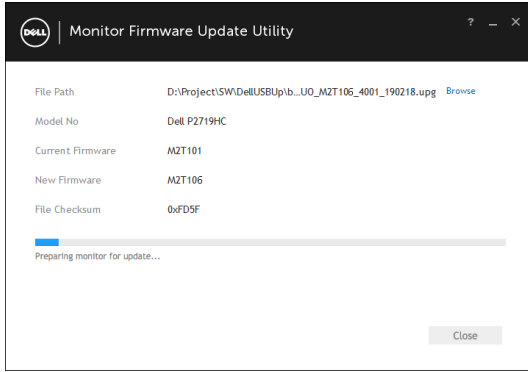 DELL Monitor Firmware Update Utility ?
File Path D:\Project\SW\DellUSBUp\b...UO_M2T106_4001_190218.upg Browse
Model No Dell P2719HC
Current Firmware M2T101
New Firmware M2T106
File Checksum 0xFD5F
Preparing monitor for update...
Close